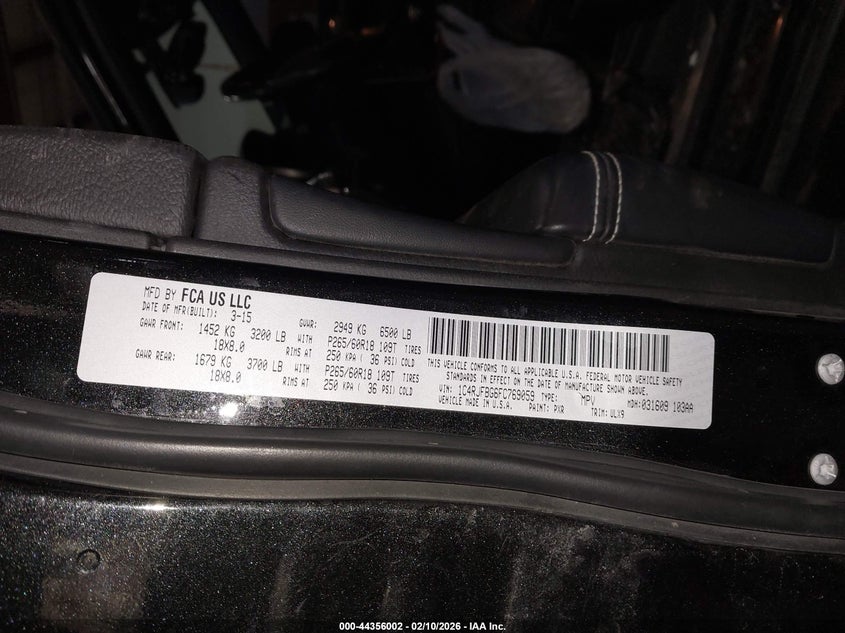 MFD BY FCA US LLC
DATE OF MFR(BUILT): 3-15 GVWR: 2949 KG 6500 LB
GAWR FRONT: 1452 KG 3200 LB WITH P265/60R18 109T TIRES
18X8.0 RIMS AT 250 KPA ( 36 PSI) COLD
GAWR REAR: 1679 KG 3700 LB WITH P265/60R18 109T TIRES
18X8.0 RIMS AT 250 KPA ( 36 PSI) COLD
THIS VEHICLE CONFORMS TO ALL APPLICABLE U.S.A. FEDERAL MOTOR VEHICLE SAFETY
STANDARDS IN EFFECT ON THE DATE OF MANUFACTURE SHOWN ABOVE.
VIN: 1C4RJFBG6FC769059 TYPE: MPV MDH:031609 103AA
VEHICLE MADE IN U.S.A. PAINT: PXR TRIM: ULX9
000-44356002 - 02/10/2026 - IAA Inc.